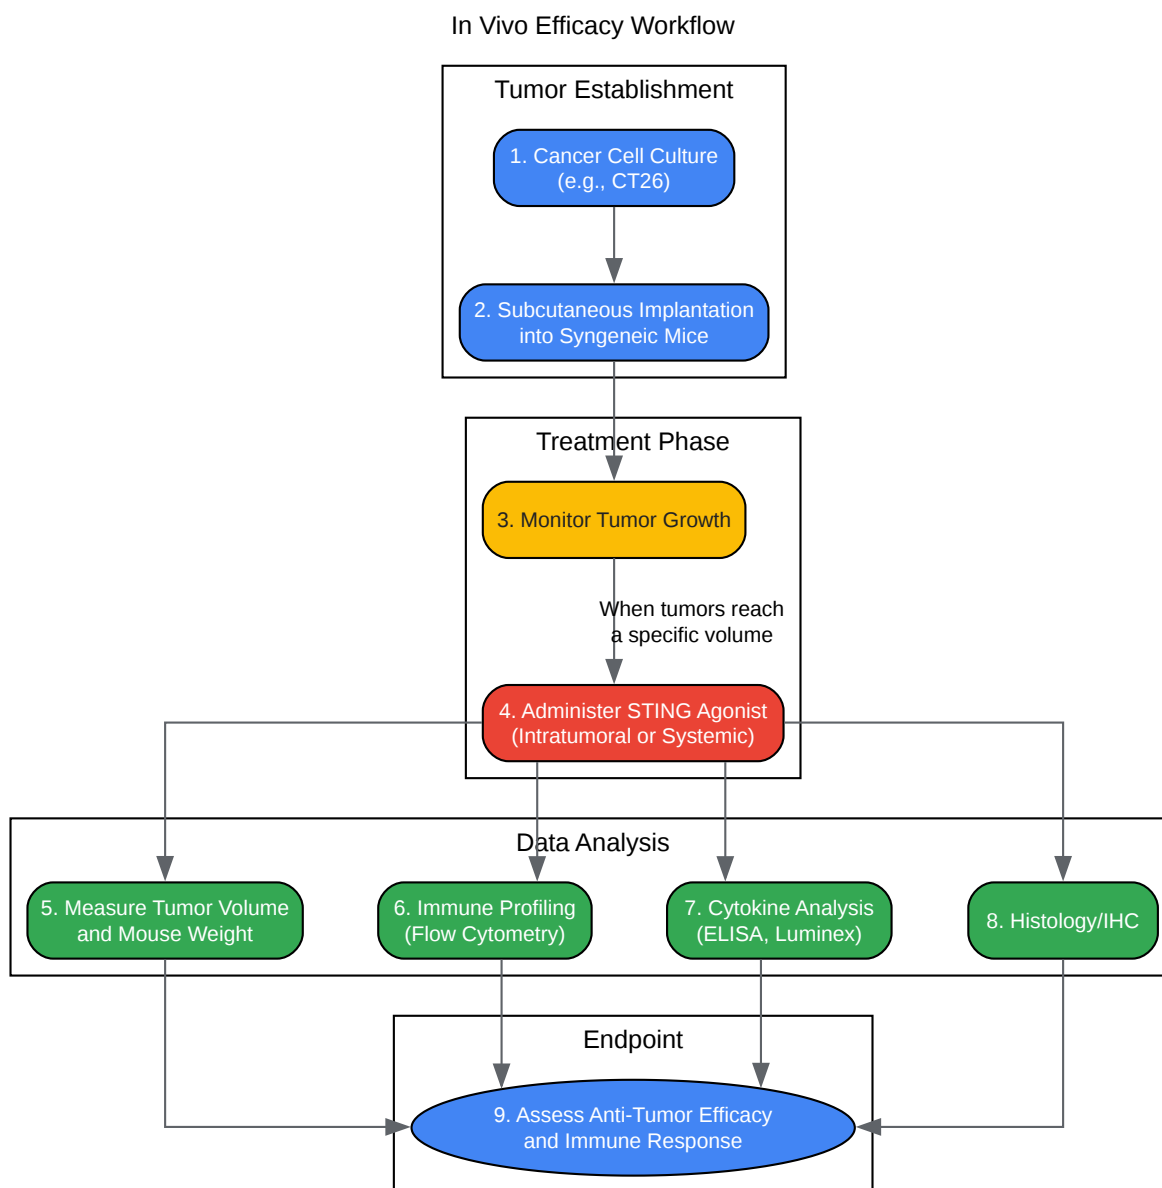 In Vivo Efficacy Workflow
Tumor Establishment
1. Cancer Cell Culture
(e.g., CT26)
2. Subcutaneous Implantation
into Syngeneic Mice
Treatment Phase
3. Monitor Tumor Growth
When tumors reach
a specific volume
4. Administer STING Agonist
(Intratumoral or Systemic)
Data Analysis
5. Measure Tumor Volume
and Mouse Weight
6. Immune Profiling
(Flow Cytometry)
7. Cytokine Analysis
(ELISA, Luminex)
8. Histology/IHC
Endpoint
9. Assess Anti-Tumor Efficacy
and Immune Response